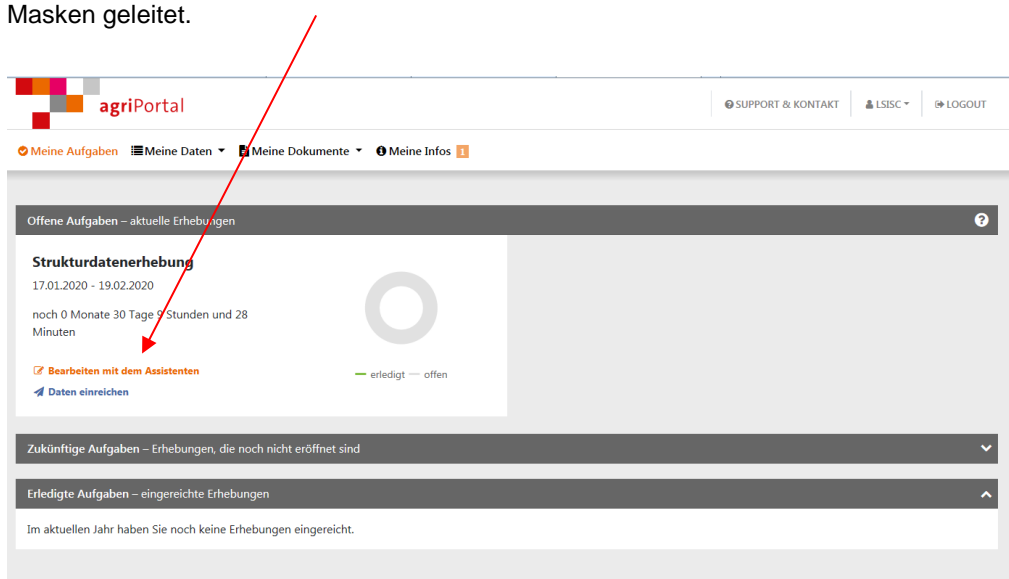 Masken geleitet.
agriPortal
SUPPORT & KONTAKT
LSISC
LOGOUT
Meine Aufgaben
Meine Daten
Meine Dokumente
Meine Infos 1
Offene Aufgaben – aktuelle Erhebungen
?
Strukturdatenerhebung
17.01.2020 - 19.02.2020
noch 0 Monate 30 Tage 9 Stunden und 28
Minuten
Bearbeiten mit dem Assistenten
Daten einreichen
erledigt
offen
Zukünftige Aufgaben – Erhebungen, die noch nicht eröffnet sind
Erledigte Aufgaben – eingereichte Erhebungen
Im aktuellen Jahr haben Sie noch keine Erhebungen eingereicht.